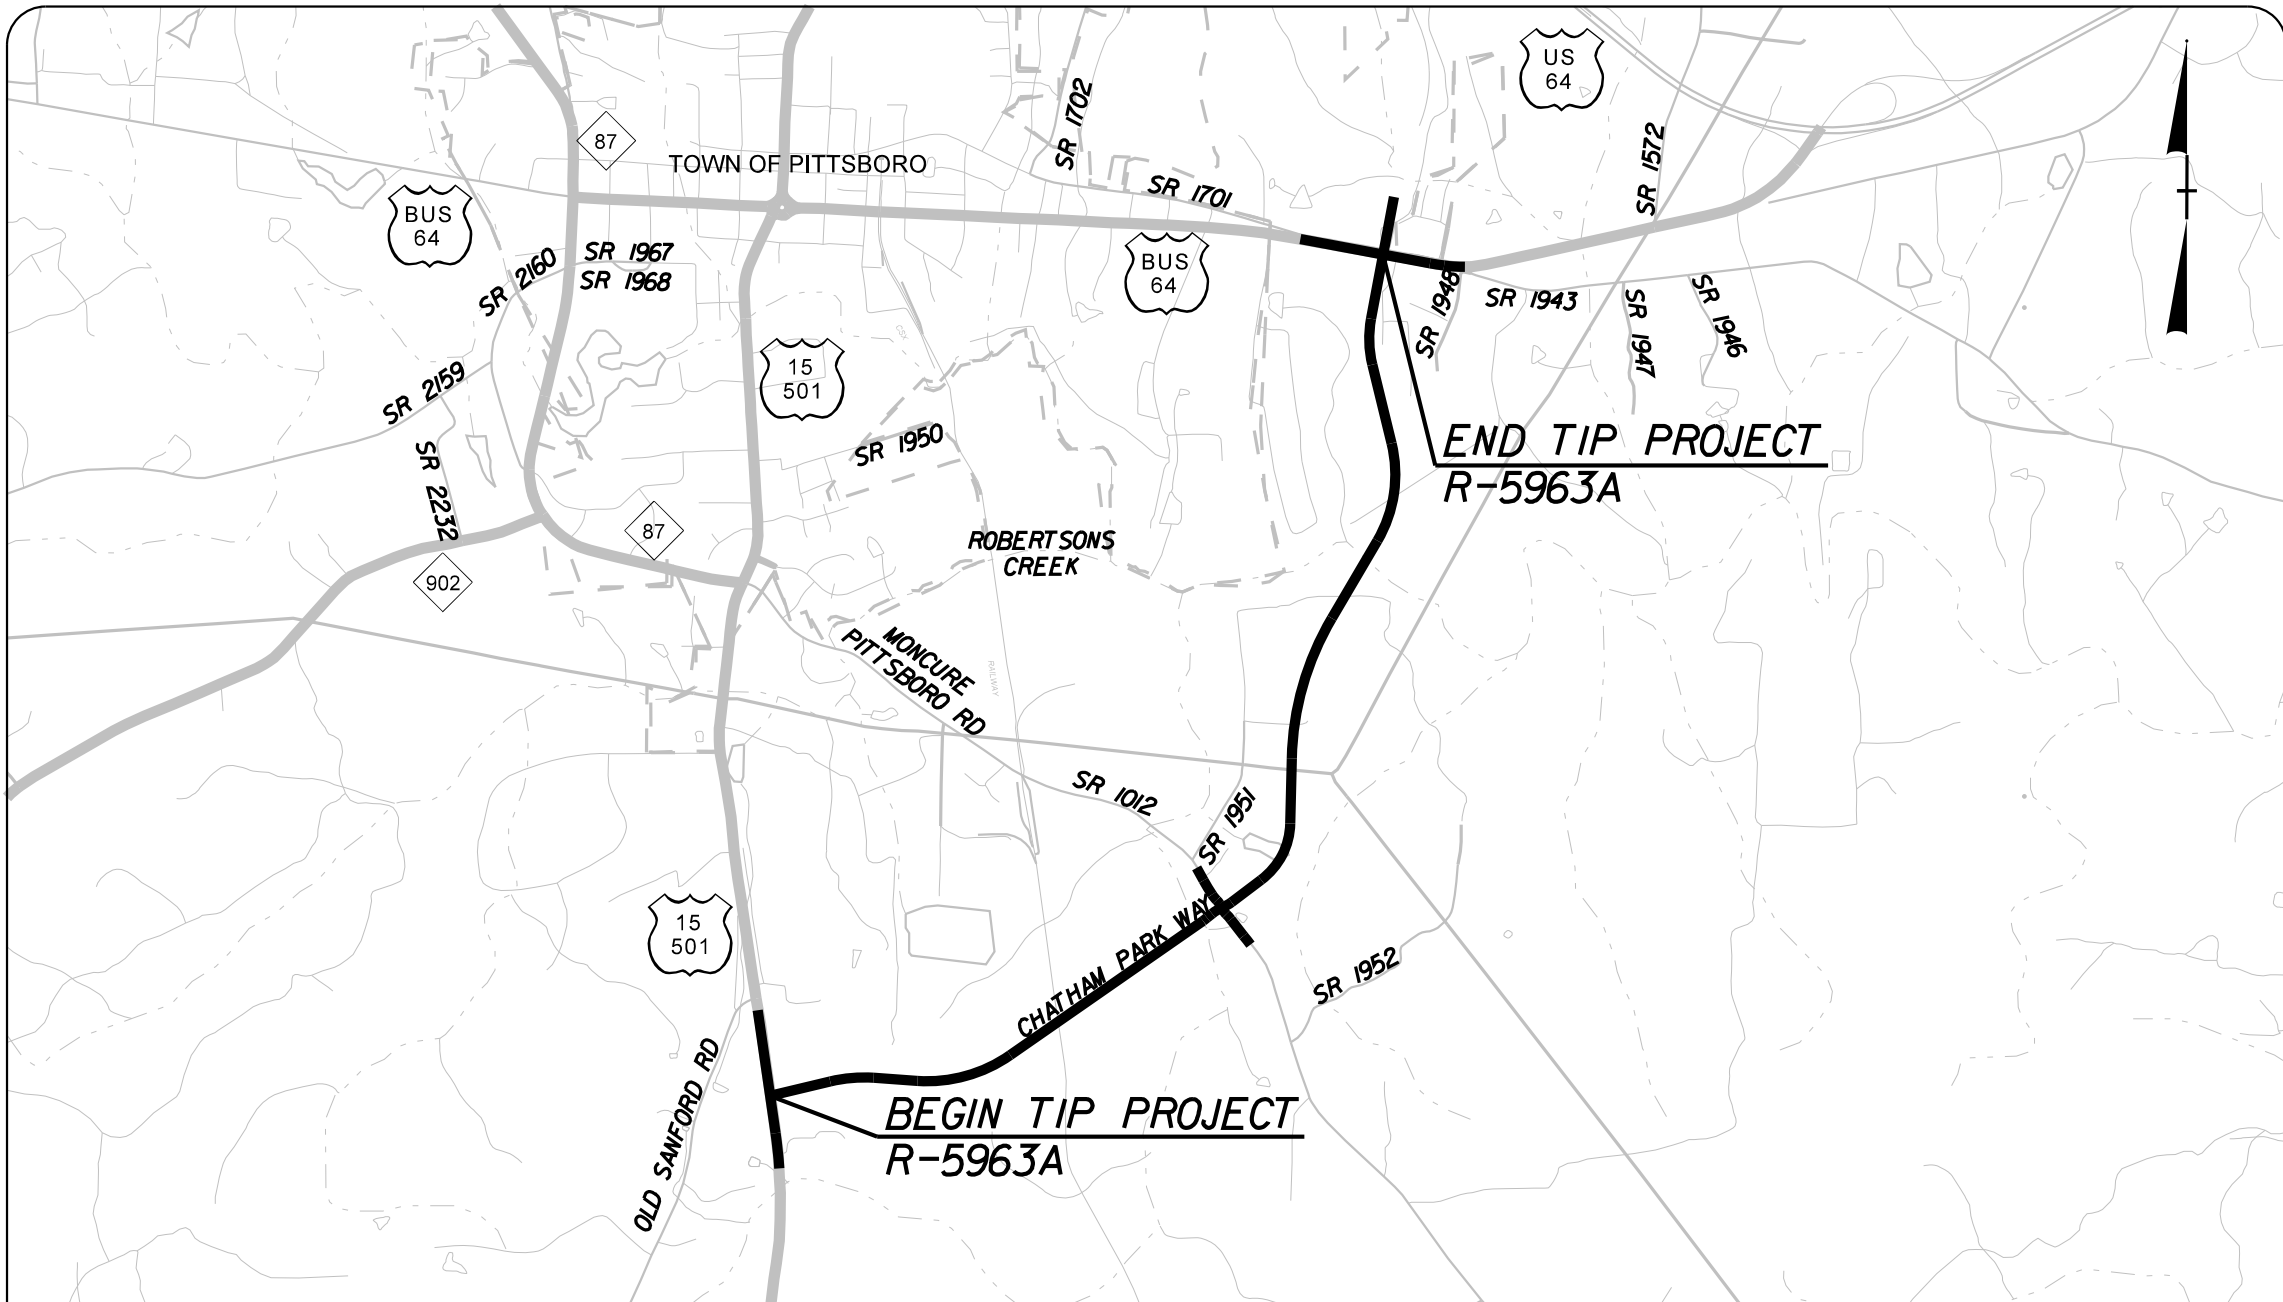 US
64
SR 1702
SR 1572
87
TOWN OF PITTSBORO
SR 1701
BUS
64
SR 2160
SR 1967
SR 1968
BUS
64
SR 1948
SR 1943
SR 1947
SR 1946
CSX
15
501
SR 2159
SR 1950
SR 2232
END TIP PROJECT
R-5963A
87
902
ROBERTSONS
CREEK
MONCURE
PITTSBORO RD
RAILWAY
SR 1012
SR 1951
15
501
CHATHAM PARK WAY
SR 1952
OLD SANFORD RD
BEGIN TIP PROJECT
R-5963A